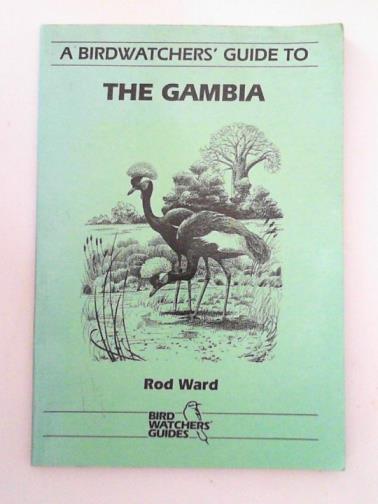 A BIRDWATCHERS' GUIDE TO
THE GAMBIA
Rod Ward
BIRD
WATCHERS'
GUIDES